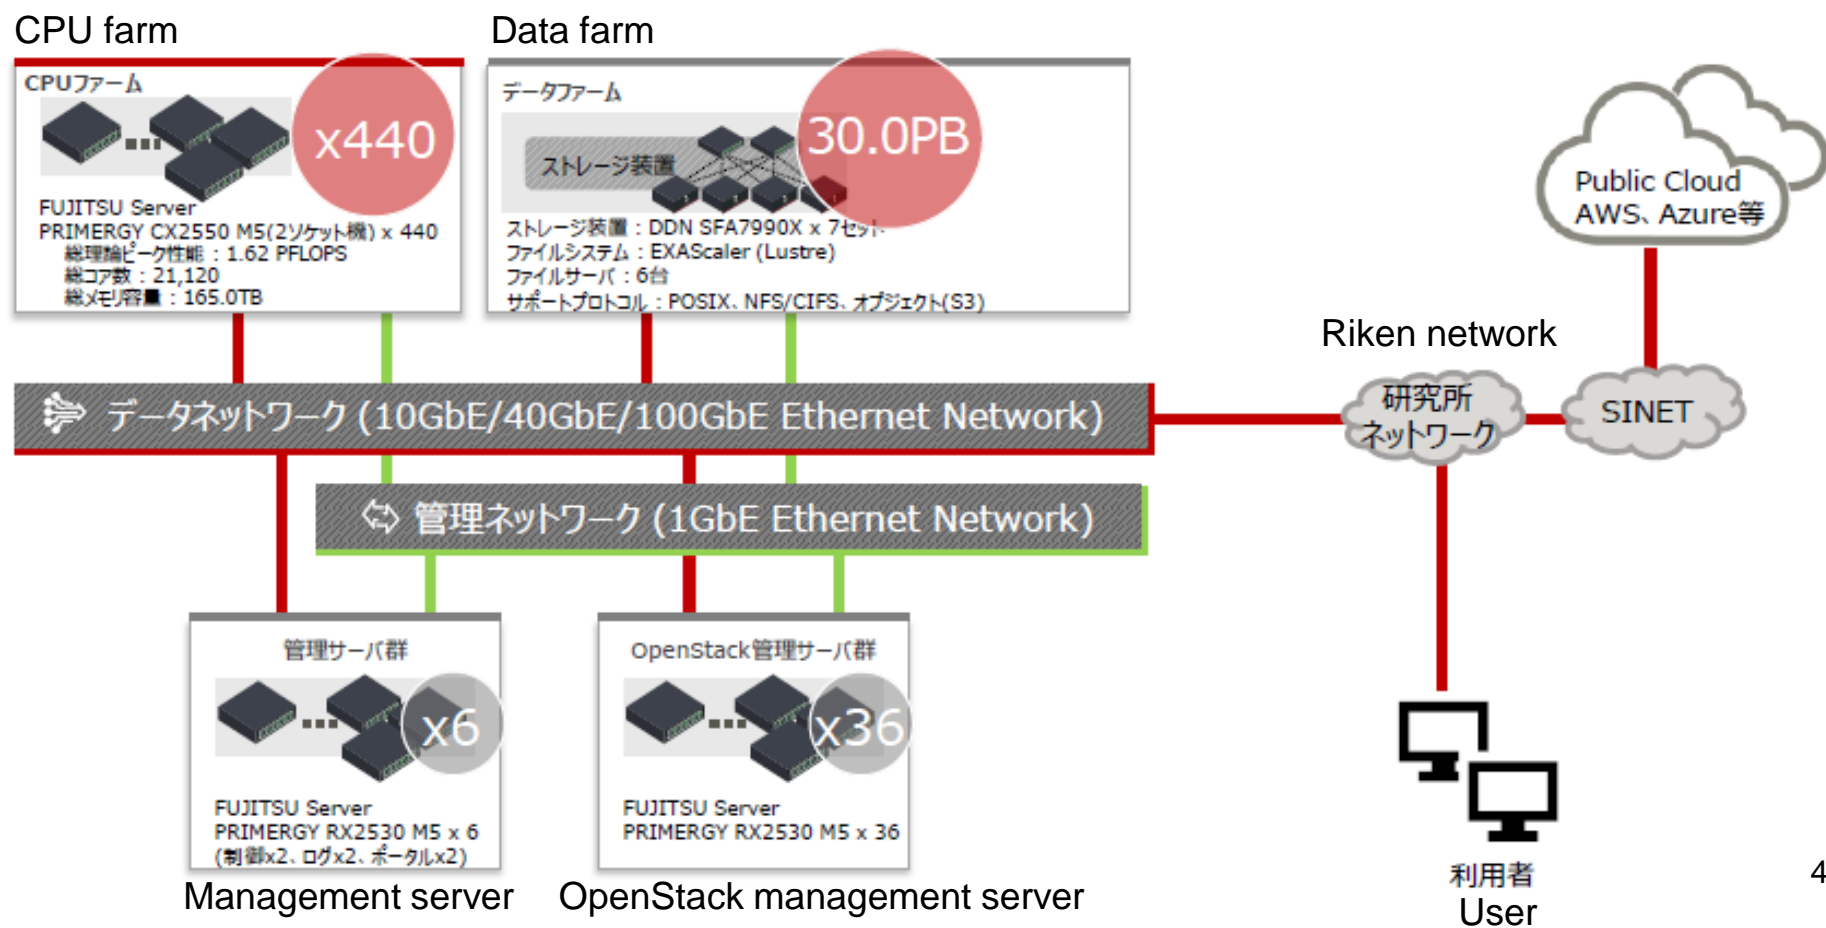 CPU farm
CPUファーム
x440
FUJITSU Server
PRIMERGY CX2550 M5(2ソケット機) x 440
総理論ピーク性能：1.62 PFLOPS
総コア数：21,120
総メモリ容量：165.0TB
Data farm
データファーム
30.0PB
ストレージ装置
ストレージ装置：DDN SFA7990X x 7セット
ファイルシステム：EXAScaler (Lustre)
ファイルサーバ：6台
サポートプロトコル：POSIX、NFS/CIFS、オブジェクト(S3)
Public Cloud
AWS、Azure等
Riken network
研究所
ネットワーク
SINET
データネットワーク (10GbE/40GbE/100GbE Ethernet Network)
管理ネットワーク (1GbE Ethernet Network)
管理サーバ群
x6
FUJITSU Server
PRIMERGY RX2530 M5 x 6
(制御x2、ログx2、ポータルx2)
Management server
OpenStack管理サーバ群
x36
FUJITSU Server
PRIMERGY RX2530 M5 x 36
OpenStack management server
利用者
User
4